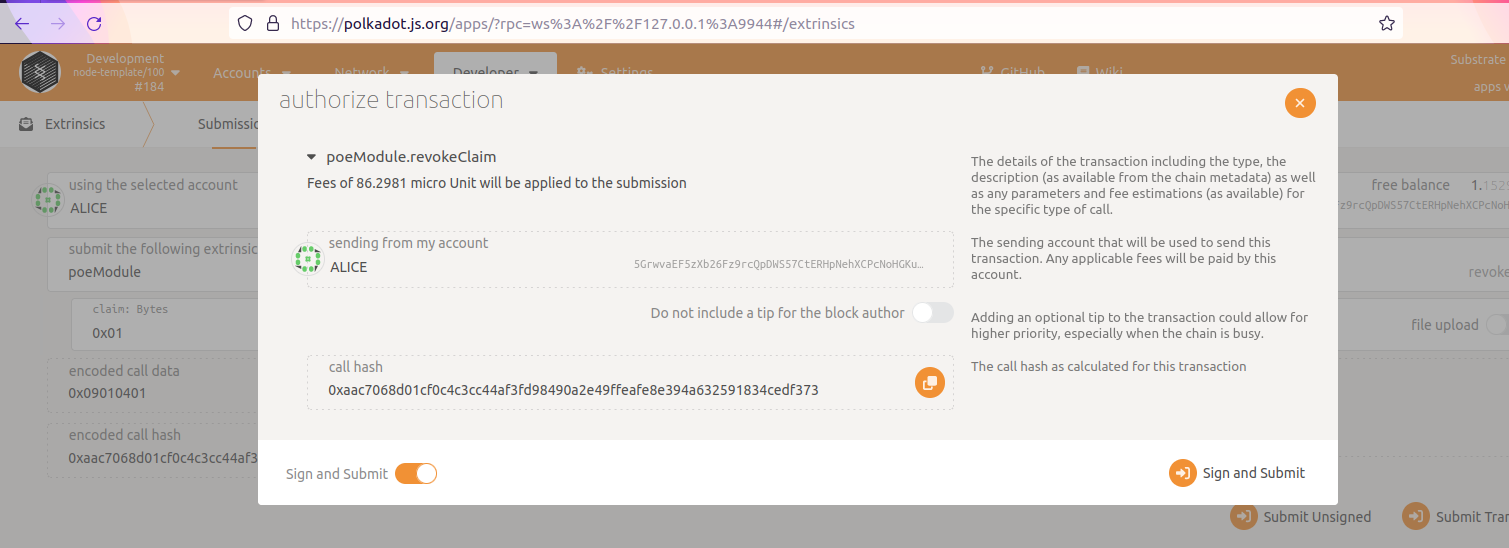 https://polkadot.js.org/apps/?rpc=ws%3A%2F%2F127.0.0.1%3A9944#/extrinsics
Development
node-template/100
#184
Accounts
Network
Developer
Settings
GitHub
Wiki
Substrate
apps v
Extrinsics
Submissio
authorize transaction
poeModule.revokeClaim
Fees of 86.2981 micro Unit will be applied to the submission
The details of the transaction including the type, the
description (as available from the chain metadata) as well
as any parameters and fee estimations (as available) for
the specific type of call.
using the selected account
ALICE
free balance 1.1529
Fz9rcQpDWS57CtERHpNehXCPcNoH
sending from my account
ALICE
5GrwvaEF5zXb26Fz9rcQpDWS57CtERHpNehXCPcNoHGKu...
The sending account that will be used to send this
transaction. Any applicable fees will be paid by this
account.
submit the following extrinsic
poeModule
revoke
claim: Bytes
0x01
Do not include a tip for the block author
Adding an optional tip to the transaction could allow for
higher priority, especially when the chain is busy.
file upload
call hash
0xaac7068d01cf0c4c3cc44af3fd98490a2e49ffeafe8e394a632591834cedf373
The call hash as calculated for this transaction
encoded call data
0x09010401
encoded call hash
0xaac7068d01cf0c4c3cc44af3
Sign and Submit
Sign and Submit
Submit Unsigned
Submit Tran